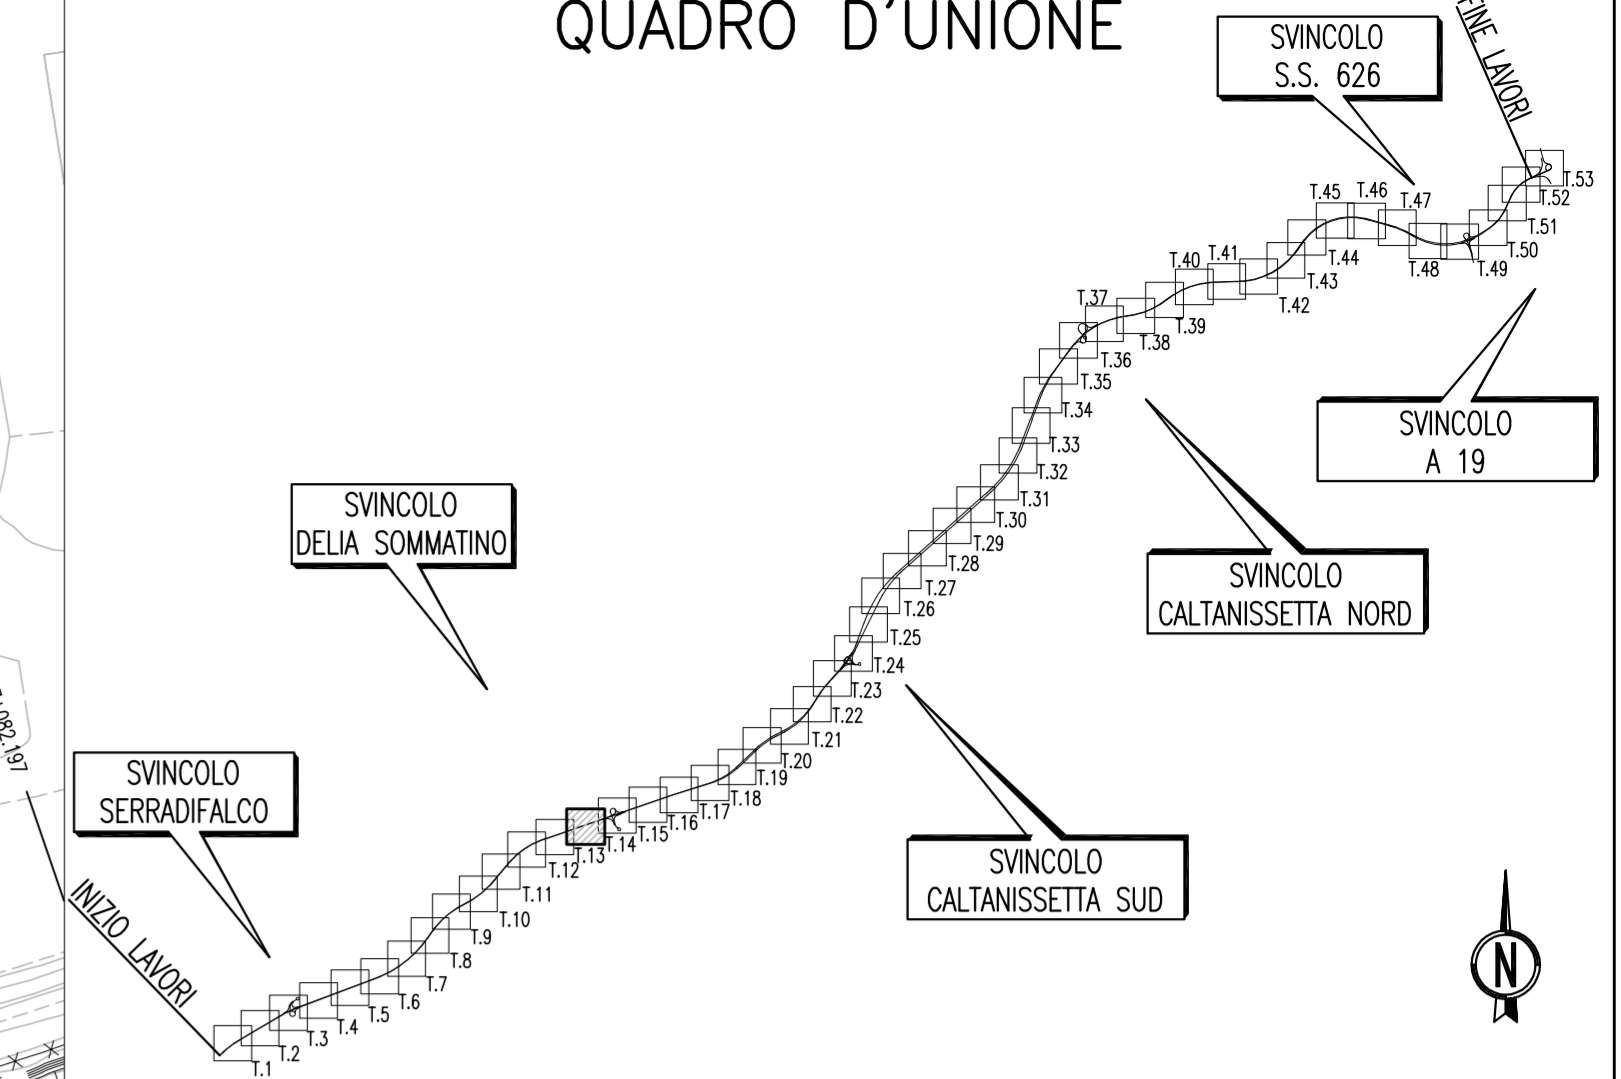 QUADRO D'UNIONE
SVINCOLO
S.S. 626
FINE LAVORI
T.53
T.52
T.51
T.50
T.49
T.48
T.47
T.46
T.45
T.44
T.43
T.42
T.41
T.40
T.39
T.38
T.37
T.36
T.35
T.34
T.33
T.32
T.31
T.30
T.29
T.28
T.27
T.26
T.25
T.24
T.23
T.22
T.21
T.20
T.19
T.18
T.17
T.16
T.15
T.14
T.13
T.12
T.11
T.10
T.9
T.8
T.7
T.6
T.5
T.4
T.3
T.2
T.1
SVINCOLO
A 19
SVINCOLO
DELIA SOMMATINO
SVINCOLO
CALTANISSETTA NORD
SVINCOLO
SERRADIFALCO
SVINCOLO
CALTANISSETTA SUD
INIZIO LAVORI
N